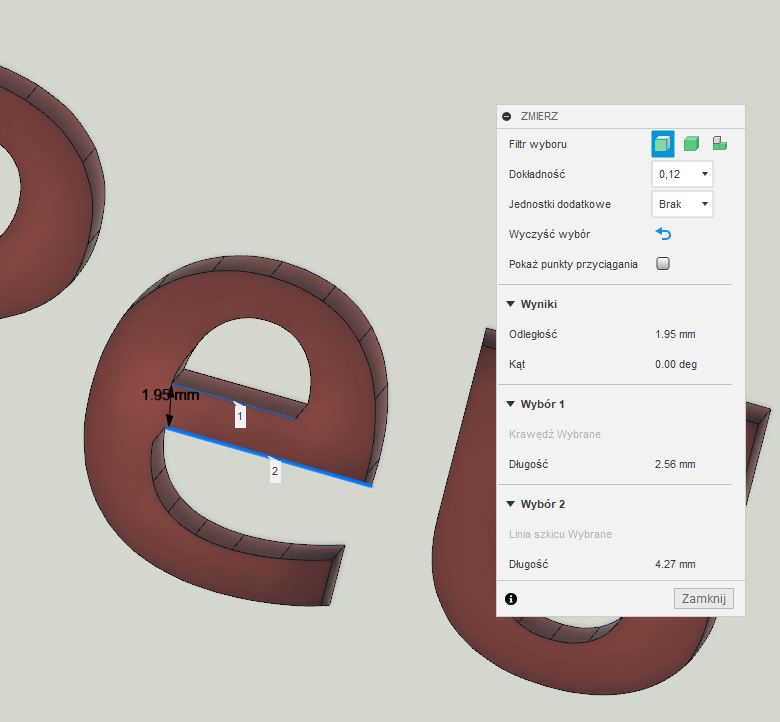 ZMIERZ
Filtr wyboru
Dokładność 0,12
Jednostki dodatkowe Brak
Wyczyść wybór
Pokaż punkty przyciągania
Wyniki
Odległość 1.95 mm
Kąt 0.00 deg
Wybór 1
Krawędź Wybrane
Długość 2.56 mm
Wybór 2
Linia szkicu Wybrane
Długość 4.27 mm
Zamknij
1.95 mm
1
2
e